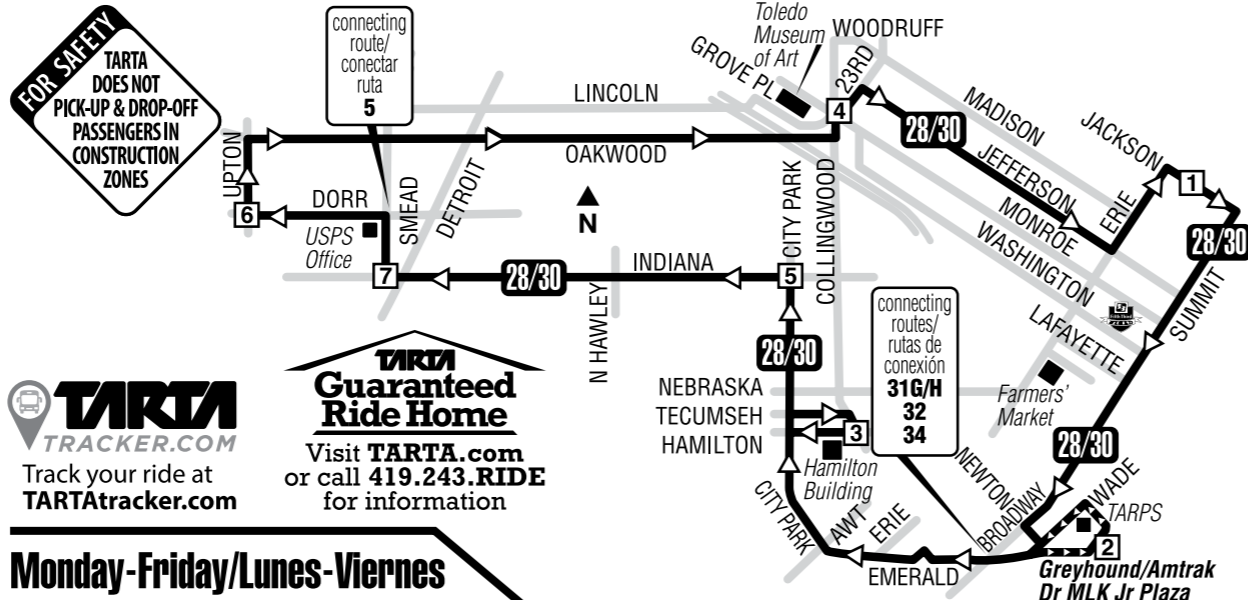 FOR SAFETY
TARTA
DOES NOT
PICK-UP & DROP-OFF
PASSENGERS IN
CONSTRUCTION
ZONES
connecting
route/
conectar
ruta
5
Toledo
Museum
of Art
WOODRUFF
GROVE PL
23RD
LINCOLN
4
MADISON
28/30
JACKSON
UPTON
OAKWOOD
JEFFERSON
1
DORR
SMEAD
DETROIT
N
CITY PARK
COLLINGWOOD
MONROE
ERIE
6
USPS
Office
WASHINGTON
28/30
7
28/30
INDIANA
5
SUMMIT
N HAWLEY
connecting
routes/
rutas de
conexión
31G/H
32
34
LAFAYETTE
28/30
TARTA
Guaranteed
Ride Home
Visit TARTA.com
or call 419.243.RIDE
for information
NEBRASKA
TECUMSEH
HAMILTON
3
Hamilton
Building
Farmers'
Market
28/30
TARTA
TRACKER.COM
Track your ride at
TARTAtracker.com
CITY PARK
AWT
ERIE
NEWTON
BROADWAY
WADE
TARPS
2
EMERALD
Greyhound/Amtrak
Dr MLK Jr Plaza
Monday-Friday/Lunes-Viernes